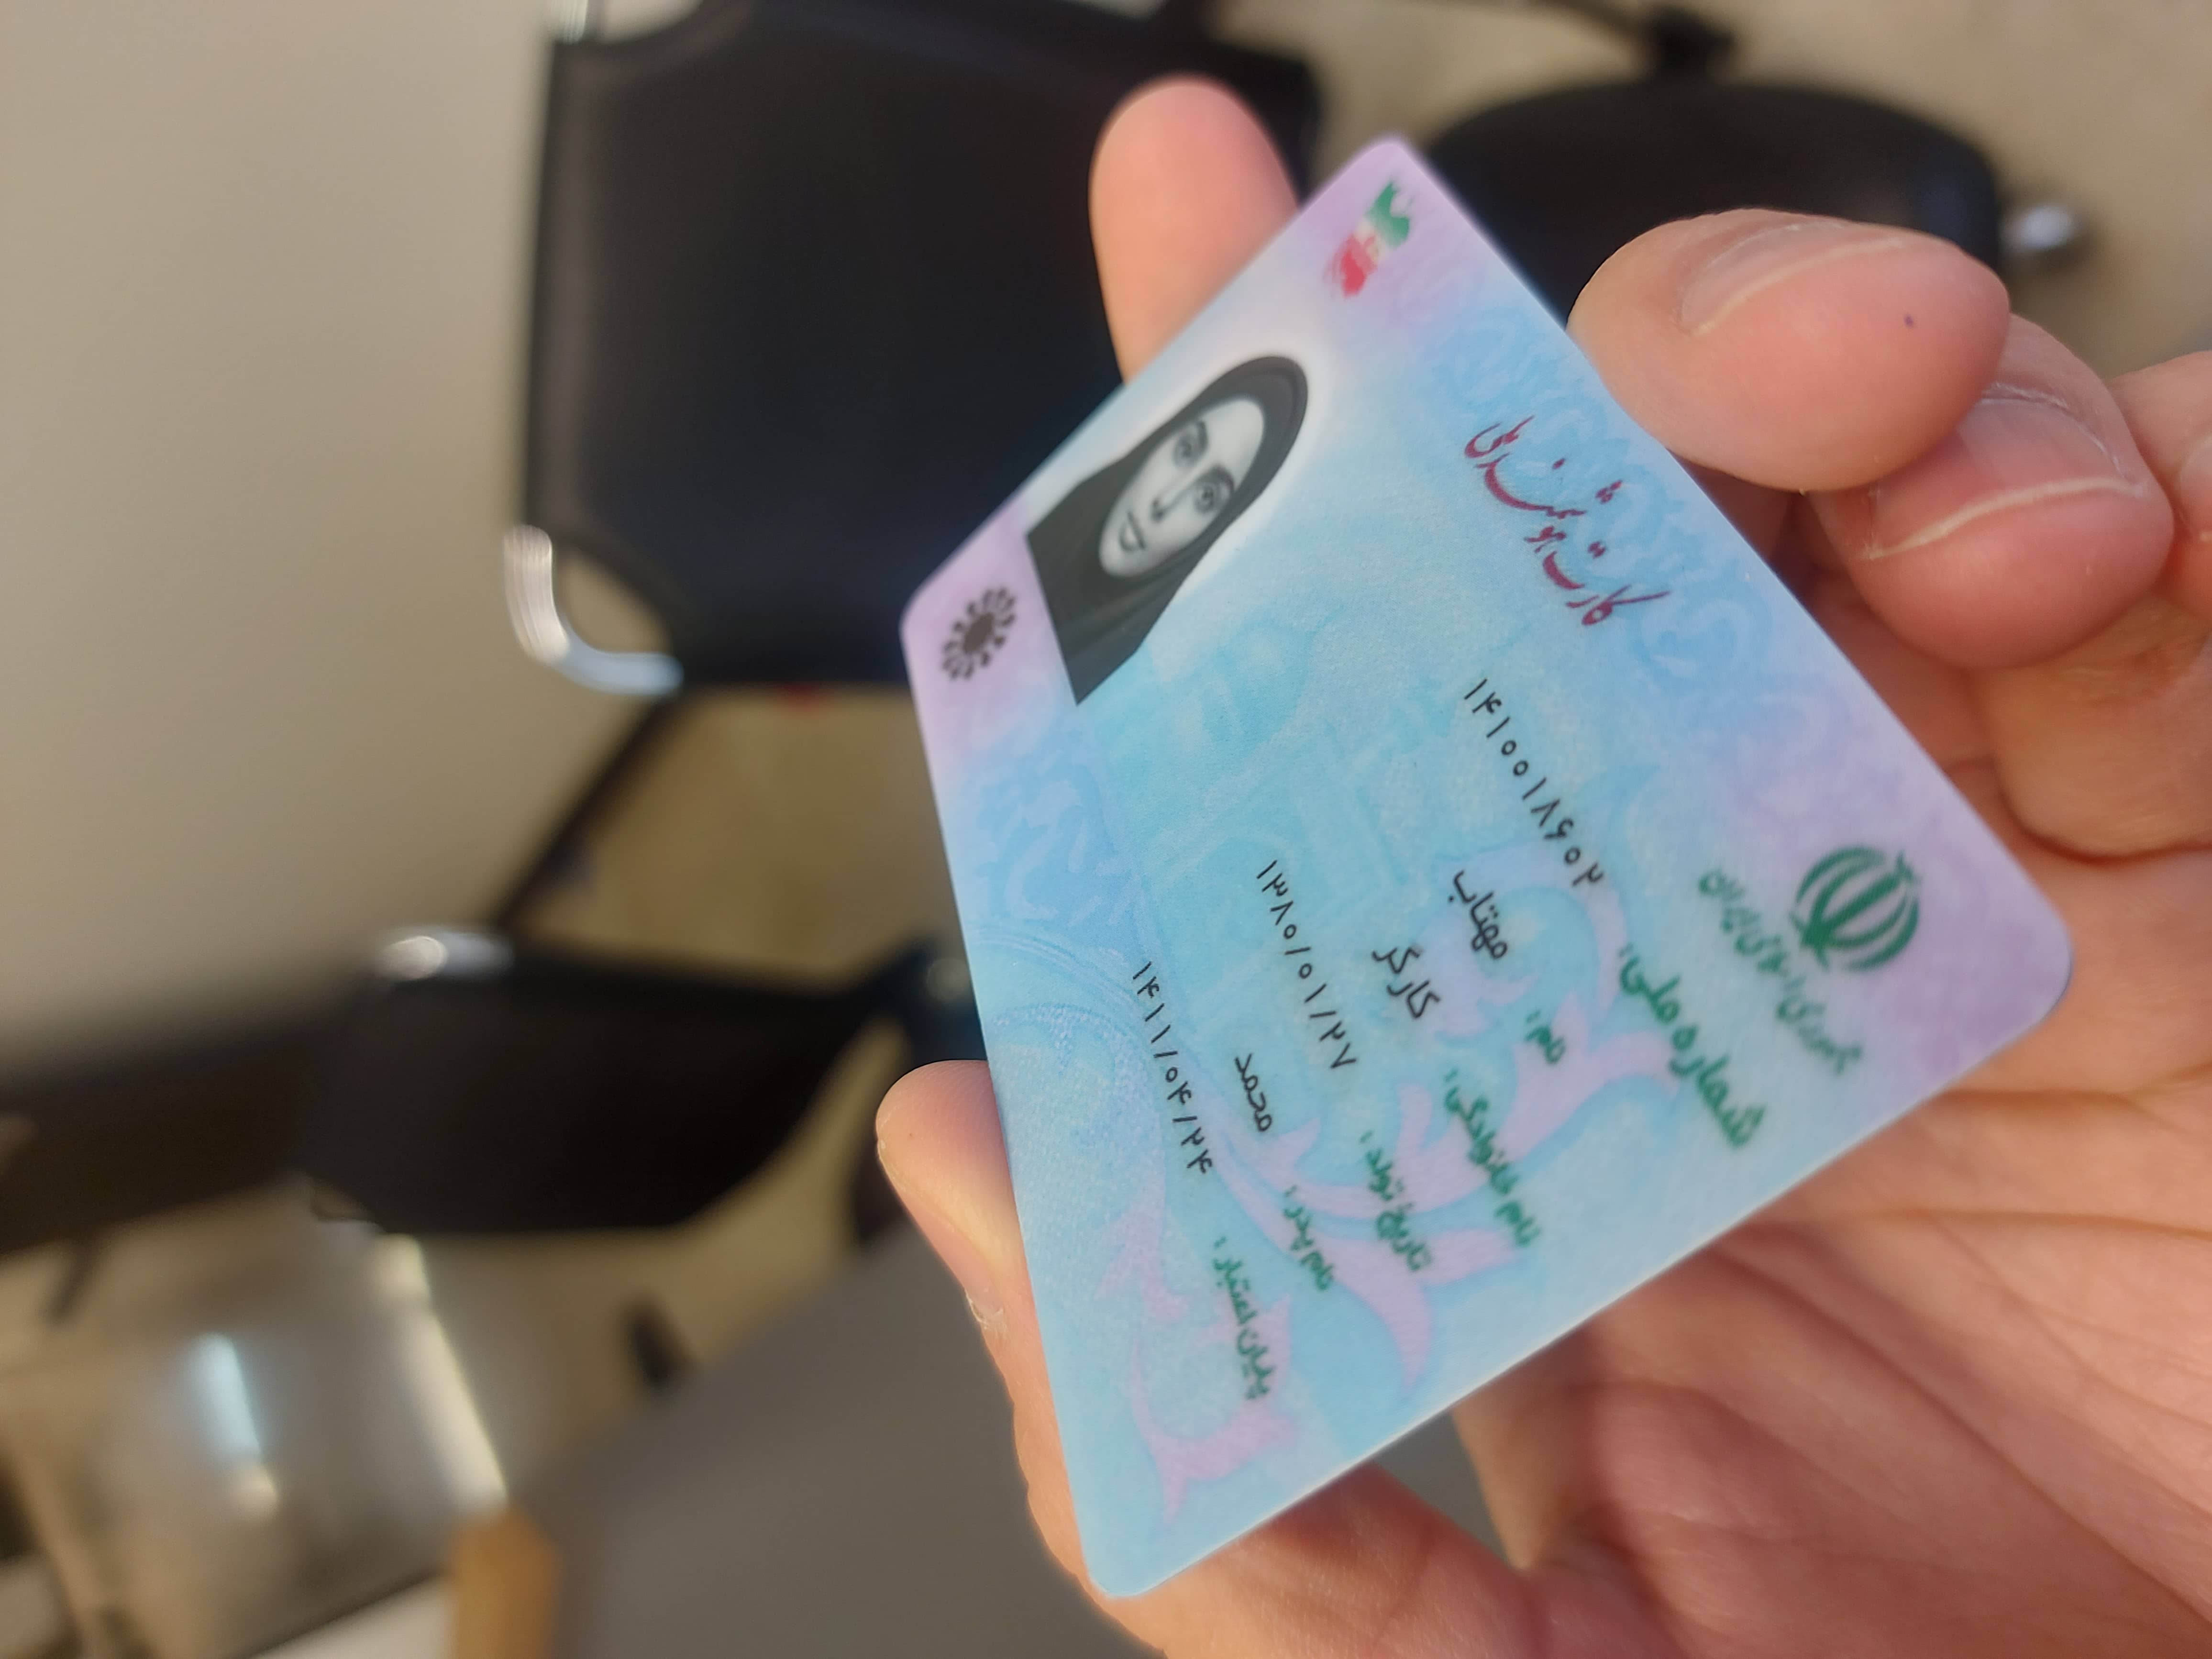 جمهوری اسلامی ایران
کارت هوشمند ملی
شماره ملی: ۱۴۱۰۰۱۸۶۰۲
نام: مهتاب
نام خانوادگی: کارگر
تاریخ تولد: ۱۳۸۰/۰۱/۲۷
نام پدر: محمد
پایان اعتبار: ۱۴۱۱/۰۴/۲۴